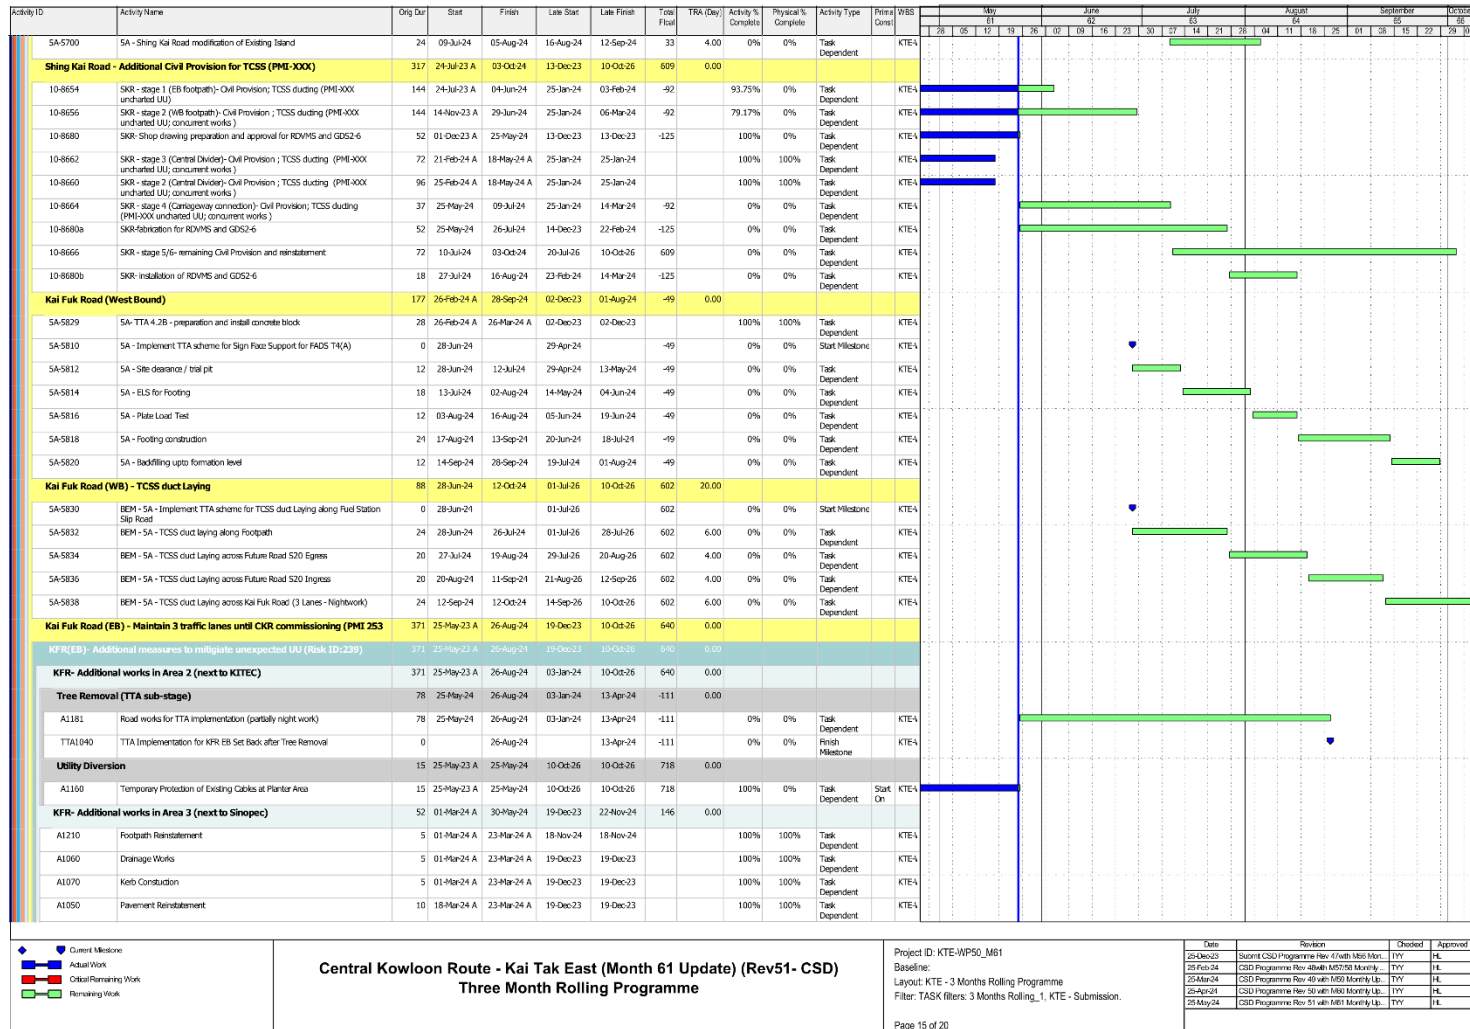 Activity ID Activity Name Orig Dur Start Finish Late Start Late Finish Total Float TRA (Day) Activity % Complete Physical % Complete Activity Type Prima Const WBS
May June July August September Octobe
61 62 63 64 65 66
28 05 12 19 26 02 09 16 23 30 07 14 21 28 04 11 18 25 01 08 15 22 29 0
5A-5700 5A - Shing Kai Road modification of Existing Island 24 09-Jul-24 05-Aug-24 16-Aug-24 12-Sep-24 33 4.00 0% 0% Task Dependent KTE-\
Shing Kai Road - Additional Civil Provision for TCSS (PMI-XXX) 317 24-Jul-23 A 03-Oct-24 13-Dec-23 10-Oct-26 609 0.00
10-8654 SKR - stage 1 (EB footpath)- Civil Provision; TCSS ducting (PMI-XXX uncharted UU) 144 24-Jul-23 A 04-Jun-24 25-Jan-24 03-Feb-24 -92 93.75% 0% Task Dependent KTE-\
10-8656 SKR - stage 2 (WB footpath)- Civil Provision ; TCSS ducting (PMI-XXX uncharted UU; concurrent works ) 144 14-Nov-23 A 29-Jun-24 25-Jan-24 06-Mar-24 -92 79.17% 0% Task Dependent KTE-\
10-8680 SKR- Shop drawing preparation and approval for RDVMS and GDS2-6 52 01-Dec-23 A 25-May-24 13-Dec-23 13-Dec-23 -125 100% 0% Task Dependent KTE-\
10-8662 SKR - stage 3 (Central Divider)- Civil Provision ; TCSS ducting (PMI-XXX uncharted UU; concurrent works ) 72 21-Feb-24 A 18-May-24 A 25-Jan-24 25-Jan-24 100% 100% Task Dependent KTE-\
10-8660 SKR - stage 2 (Central Divider)- Civil Provision ; TCSS ducting (PMI-XXX uncharted UU; concurrent works ) 96 25-Feb-24 A 18-May-24 A 25-Jan-24 25-Jan-24 100% 100% Task Dependent KTE-\
10-8664 SKR - stage 4 (Carriageway connection)- Civil Provision; TCSS ducting (PMI-XXX uncharted UU; concurrent works ) 37 25-May-24 09-Jul-24 25-Jan-24 14-Mar-24 -92 0% 0% Task Dependent KTE-\
10-8680a SKR-fabrication for RDVMS and GDS2-6 52 25-May-24 26-Jul-24 14-Dec-23 22-Feb-24 -125 0% 0% Task Dependent KTE-\
10-8666 SKR - stage 5/6- remaining Civil Provision and reinstatement 72 10-Jul-24 03-Oct-24 20-Jul-26 10-Oct-26 609 0% 0% Task Dependent KTE-\
10-8680b SKR- installation of RDVMS and GDS2-6 18 27-Jul-24 16-Aug-24 23-Feb-24 14-Mar-24 -125 0% 0% Task Dependent KTE-\
Kai Fuk Road (West Bound) 177 26-Feb-24 A 28-Sep-24 02-Dec-23 01-Aug-24 -49 0.00
5A-5829 5A- TTA 4.2B - preparation and install concrete block 28 26-Feb-24 A 26-Mar-24 A 02-Dec-23 02-Dec-23 100% 100% Task Dependent KTE-\
5A-5810 5A - Implement TTA scheme for Sign Face Support for FADS T4(A) 0 28-Jun-24 29-Apr-24 -49 0% 0% Start Milestone KTE-\
5A-5812 5A - Site clearance / trial pit 12 28-Jun-24 12-Jul-24 29-Apr-24 13-May-24 -49 0% 0% Task Dependent KTE-\
5A-5814 5A - ELS for Footing 18 13-Jul-24 02-Aug-24 14-May-24 04-Jun-24 -49 0% 0% Task Dependent KTE-\
5A-5816 5A - Plate Load Test 12 03-Aug-24 16-Aug-24 05-Jun-24 19-Jun-24 -49 0% 0% Task Dependent KTE-\
5A-5818 5A - Footing construction 24 17-Aug-24 13-Sep-24 20-Jun-24 18-Jul-24 -49 0% 0% Task Dependent KTE-\
5A-5820 5A - Backfilling upto formation level 12 14-Sep-24 28-Sep-24 19-Jul-24 01-Aug-24 -49 0% 0% Task Dependent KTE-\
Kai Fuk Road (WB) - TCSS duct Laying 88 28-Jun-24 12-Oct-24 01-Jul-26 10-Oct-26 602 20.00
5A-5830 BEM - 5A - Implement TTA scheme for TCSS duct Laying along Fuel Station Slip Road 0 28-Jun-24 01-Jul-26 602 0% 0% Start Milestone KTE-\
5A-5832 BEM - 5A - TCSS duct laying along Footpath 24 28-Jun-24 26-Jul-24 01-Jul-26 28-Jul-26 602 6.00 0% 0% Task Dependent KTE-\
5A-5834 BEM - 5A - TCSS duct Laying across Future Road S20 Egress 20 27-Jul-24 19-Aug-24 29-Jul-26 20-Aug-26 602 4.00 0% 0% Task Dependent KTE-\
5A-5836 BEM - 5A - TCSS duct Laying across Future Road S20 Ingress 20 20-Aug-24 11-Sep-24 21-Aug-26 12-Sep-26 602 4.00 0% 0% Task Dependent KTE-\
5A-5838 BEM - 5A - TCSS duct Laying across Kai Fuk Road (3 Lanes - Nightwork) 24 12-Sep-24 12-Oct-24 14-Sep-26 10-Oct-26 602 6.00 0% 0% Task Dependent KTE-\
Kai Fuk Road (EB) - Maintain 3 traffic lanes until CKR commissioning (PMI 253 371 25-May-23 A 26-Aug-24 19-Dec-23 10-Oct-26 640 0.00
KFR(EB)- Additional measures to mitigiate unexpected UU (Risk ID:239) 371 25-May-23 A 26-Aug-24 19-Dec-23 10-Oct-26 640 0.00
KFR- Additional works in Area 2 (next to KITEC) 371 25-May-23 A 26-Aug-24 03-Jan-24 10-Oct-26 640 0.00
Tree Removal (TTA sub-stage) 78 25-May-24 26-Aug-24 03-Jan-24 13-Apr-24 -111 0.00
A1181 Road works for TTA implementation (partially night work) 78 25-May-24 26-Aug-24 03-Jan-24 13-Apr-24 -111 0% 0% Task Dependent KTE-\
TTA1040 TTA Implementation for KFR EB Set Back after Tree Removal 0 26-Aug-24 13-Apr-24 -111 0% 0% Finish Milestone KTE-\
Utility Diversion 15 25-May-23 A 25-May-24 10-Oct-26 10-Oct-26 718 0.00
A1160 Temporary Protection of Existing Cables at Planter Area 15 25-May-23 A 25-May-24 10-Oct-26 10-Oct-26 718 100% 0% Task Dependent Start On KTE-\
KFR- Additional works in Area 3 (next to Sinopec) 52 01-Mar-24 A 30-May-24 19-Dec-23 22-Nov-24 146 0.00
A1210 Footpath Reinstatement 5 01-Mar-24 A 23-Mar-24 A 18-Nov-24 18-Nov-24 100% 100% Task Dependent KTE-\
A1060 Drainage Works 5 01-Mar-24 A 23-Mar-24 A 19-Dec-23 19-Dec-23 100% 100% Task Dependent KTE-\
A1070 Kerb Constuction 5 01-Mar-24 A 23-Mar-24 A 19-Dec-23 19-Dec-23 100% 100% Task Dependent KTE-\
A1050 Pavement Reinstatement 10 18-Mar-24 A 23-Mar-24 A 19-Dec-23 19-Dec-23 100% 100% Task Dependent KTE-\
Current Milestone
Actual Work
Critical Remaining Work
Remaining Work
Central Kowloon Route - Kai Tak East (Month 61 Update) (Rev51- CSD)
Three Month Rolling Programme
Project ID: KTE-WP50_M61
Baseline:
Layout: KTE - 3 Months Rolling Programme
Filter: TASK filters: 3 Months Rolling_1, KTE - Submission.
Page 15 of 20
Date Revision Checked Approved
25-Dec-23 Submit CSD Programme Rev 47with M56 Mon... TYY HL
25-Feb-24 CSD Programme Rev 48with M57/58 Monthly ... TYY HL
25-Mar-24 CSD Programme Rev 49 with M59 Monthly Up... TYY HL
25-Apr-24 CSD Programme Rev 50 with M60 Monthly Up... TYY HL
25-May-24 CSD Programme Rev 51 with M61 Monthly Up... TYY HL